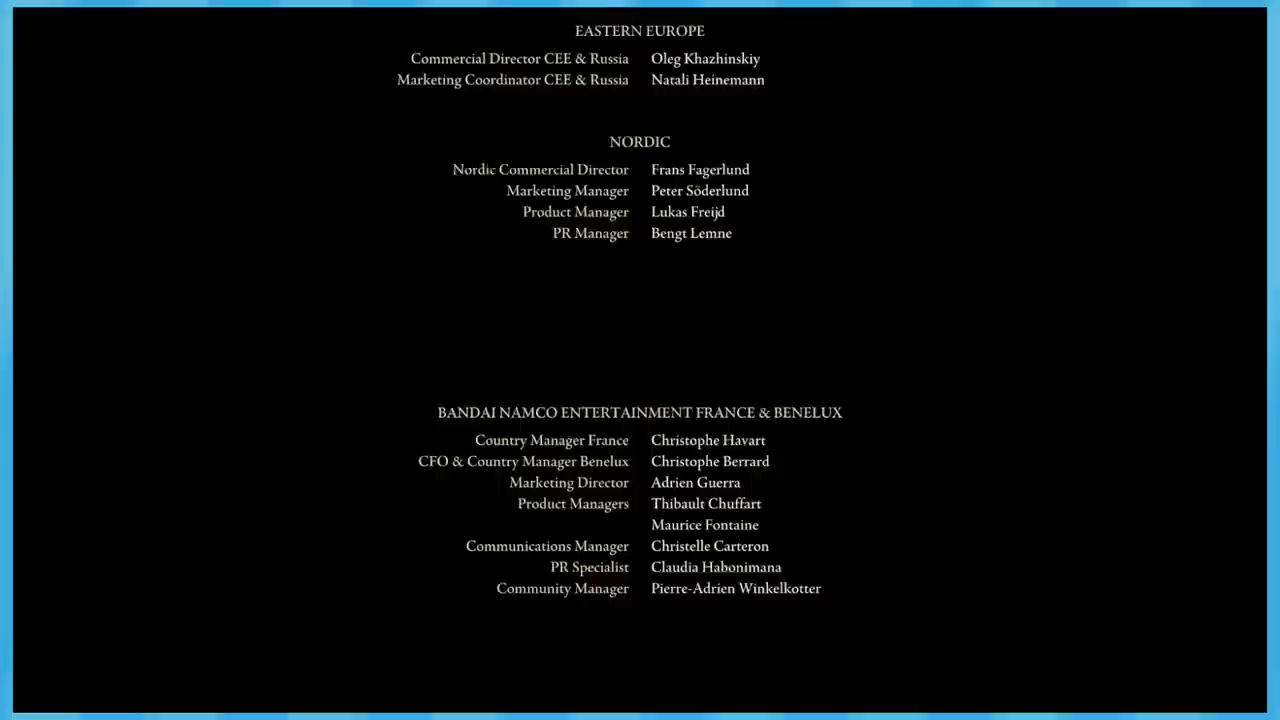 EASTERN EUROPE
Commercial Director CEE & Russia Oleg Khazhinskiy
Marketing Coordinator CEE & Russia Natali Heinemann
NORDIC
Nordic Commercial Director Frans Fagerlund
Marketing Manager Peter Söderlund
Product Manager Lukas Freijd
PR Manager Bengt Lemne
BANDAI NAMCO ENTERTAINMENT FRANCE & BENELUX
Country Manager France Christophe Havart
CFO & Country Manager Benelux Christophe Berrard
Marketing Director Adrien Guerra
Product Managers Thibault Chuffart
Maurice Fontaine
Communications Manager Christelle Carteron
PR Specialist Claudia Habonimana
Community Manager Pierre-Adrien Winkelkotter